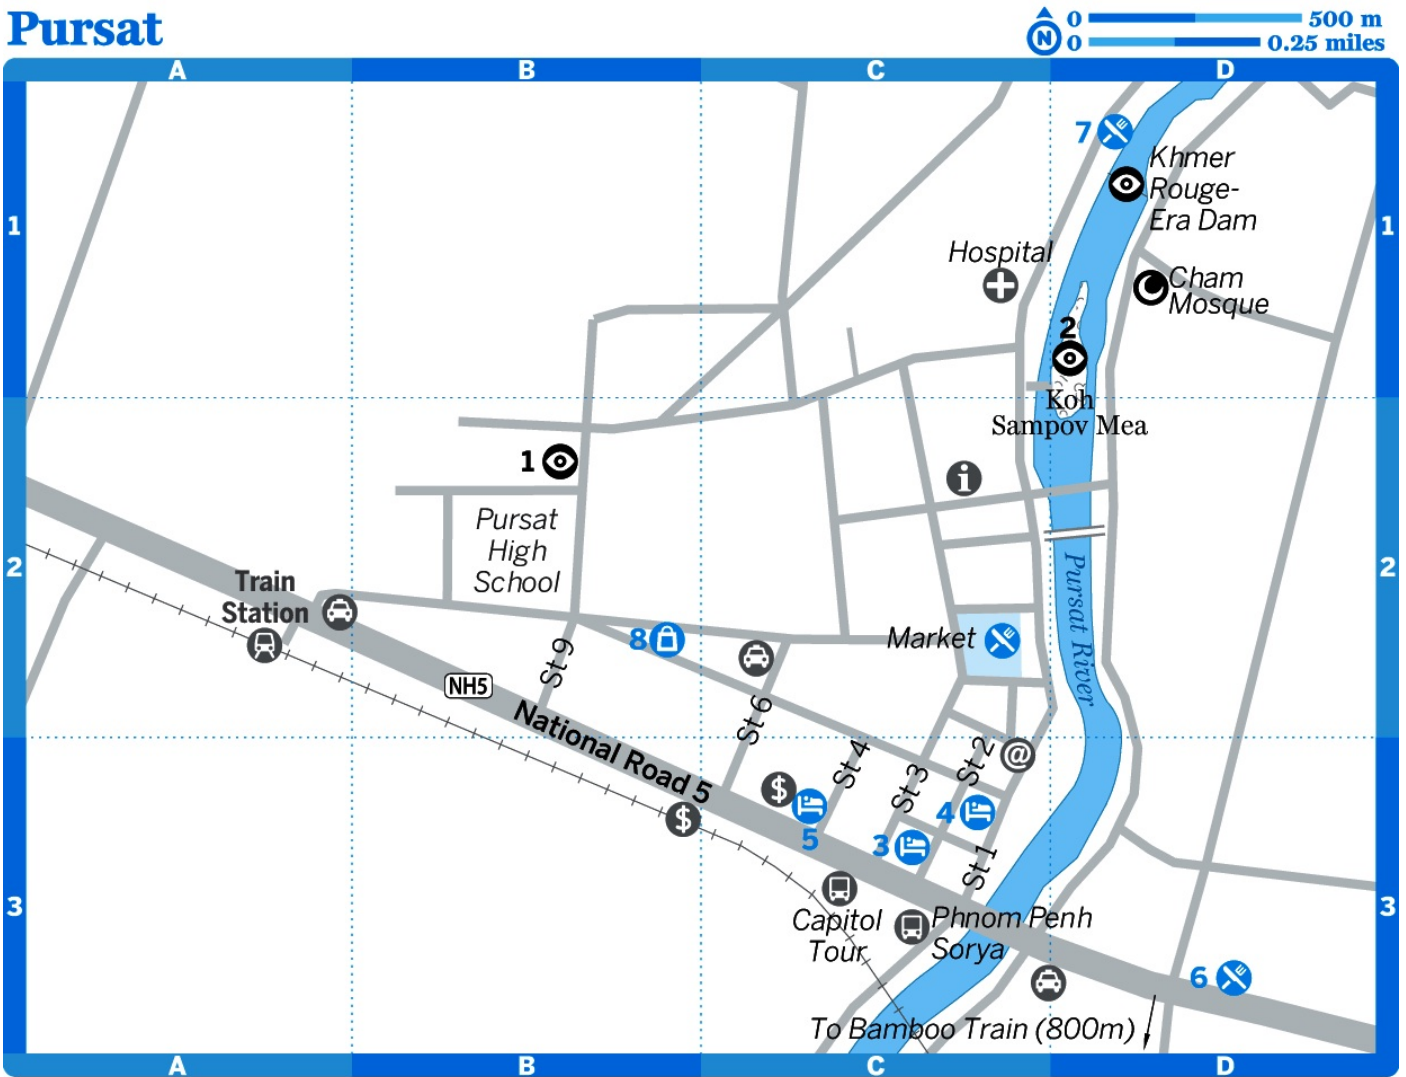 Pursat
N
0
500 m
0
0.25 miles
A
B
C
D
7
Khmer
Rouge-
Era Dam
1
1
Hospital
Cham
Mosque
2
Koh
Sampov Mea
1
i
Pursat
High
School
2
2
Train
Station
Pursat River
8
Market
St 9
NH5
St 6
National Road 5
St 4
St 2
@
St 3
$
5
4
$
3
St 1
3
3
Capitol
Tour
Phnom Penh
Sorya
6
To Bamboo Train (800m)
A
B
C
D